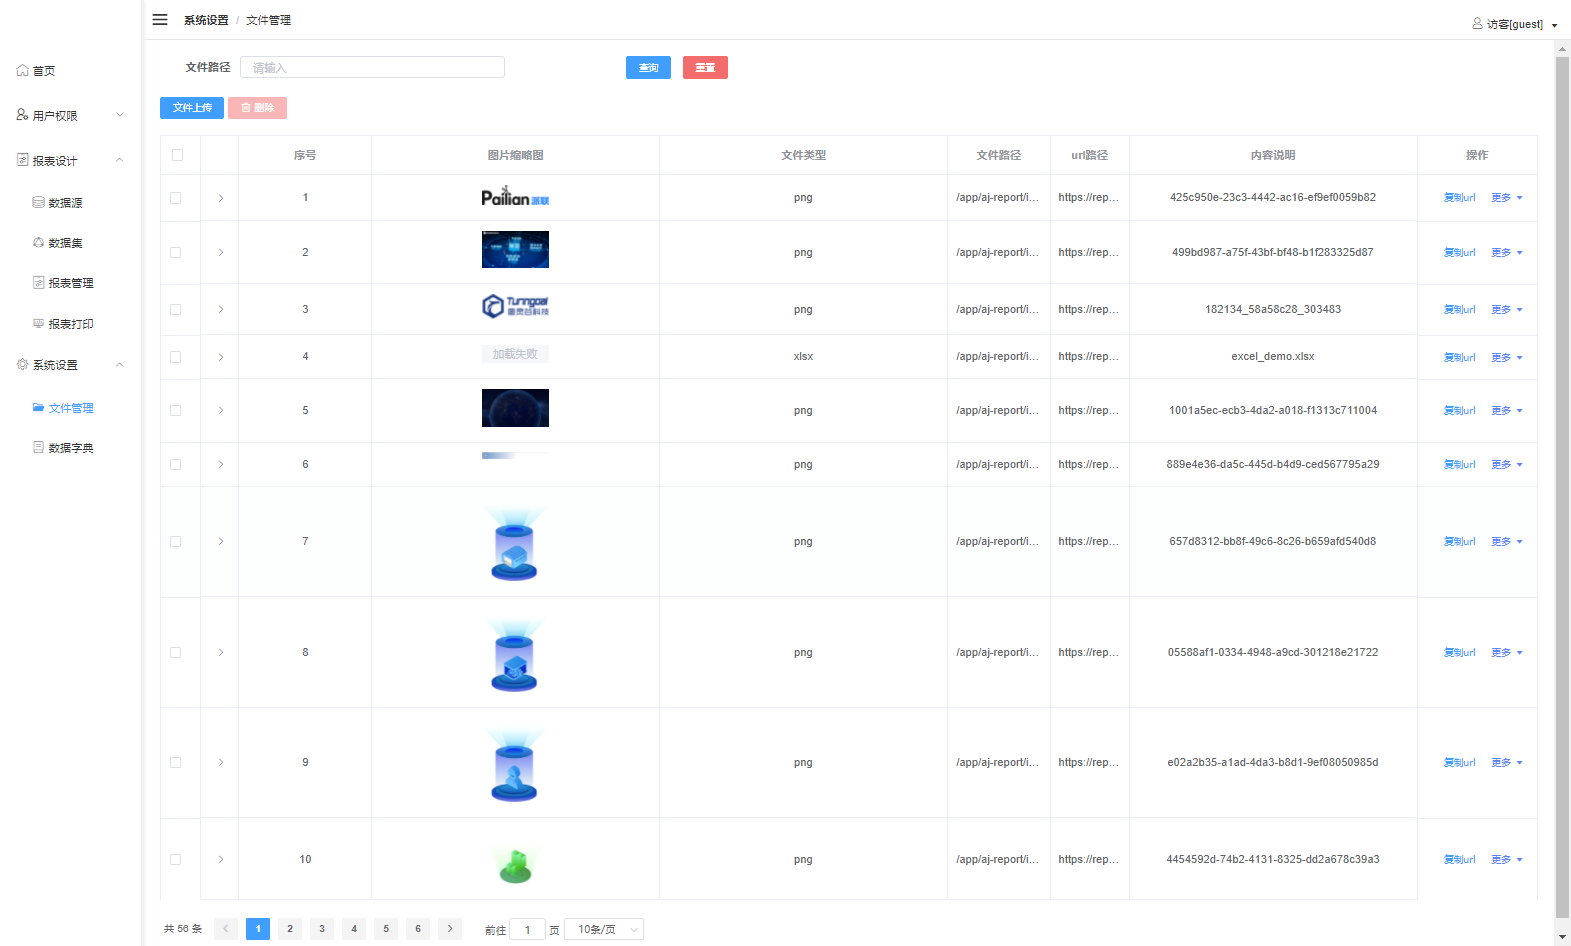 系统设置 / 文件管理
访客[guest]
首页
用户权限
报表设计
数据源
数据集
报表管理
报表打印
系统设置
文件管理
数据字典
文件路径 请输入 查询 重置
文件上传 删除
序号 图片缩略图 文件类型 文件路径 url路径 内容说明 操作
1 Pailian 派联 png /app/aj-report/i... https://rep... 425c950e-23c3-4442-ac16-ef9ef0059b82 复制url 更多
2 png /app/aj-report/i... https://rep... 499bd987-a75f-43bf-bf48-b1f283325d87 复制url 更多
3 Turingoal 图灵谷科技 png /app/aj-report/i... https://rep... 182134_58a58c28_303483 复制url 更多
4 加载失败 xlsx /app/aj-report/i... https://rep... excel_demo.xlsx 复制url 更多
5 png /app/aj-report/i... https://rep... 1001a5ec-ecb3-4da2-a018-f1313c711004 复制url 更多
6 png /app/aj-report/i... https://rep... 889e4e36-da5c-445d-b4d9-ced567795a29 复制url 更多
7 png /app/aj-report/i... https://rep... 657d8312-bb8f-49c6-8c26-b659afd540d8 复制url 更多
8 png /app/aj-report/i... https://rep... 05588af1-0334-4948-a9cd-301218e21722 复制url 更多
9 png /app/aj-report/i... https://rep... e02a2b35-a1ad-4da3-b8d1-9ef08050985d 复制url 更多
10 png /app/aj-report/i... https://rep... 4454592d-74b2-4131-8325-dd2a678c39a3 复制url 更多
共 56 条 1 2 3 4 5 6 前往 1 页 10条/页